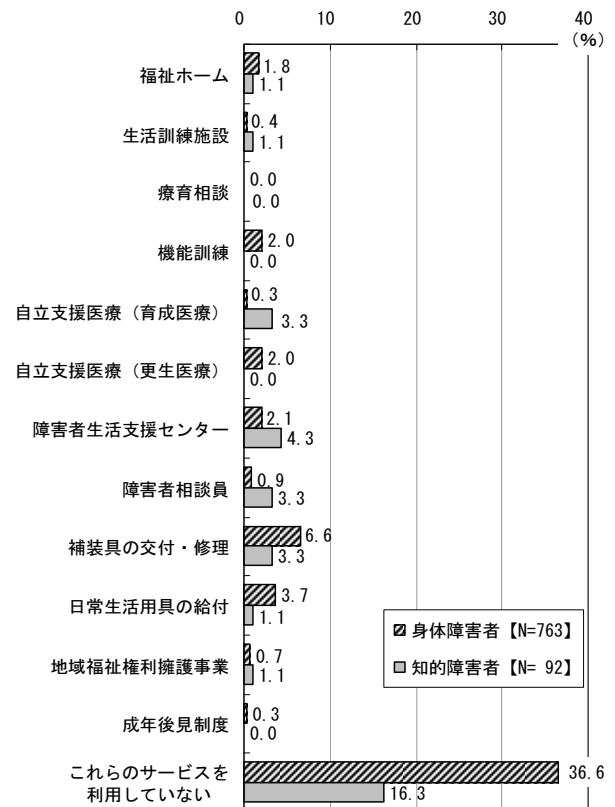 0 10 20 30 40
(%)
福祉ホーム
1.8
1.1
生活訓練施設
0.4
1.1
療育相談
0.0
0.0
機能訓練
2.0
0.0
自立支援医療（育成医療）
0.3
3.3
自立支援医療（更生医療）
2.0
0.0
障害者生活支援センター
2.1
4.3
障害者相談員
0.9
3.3
補装具の交付・修理
6.6
3.3
日常生活用具の給付
3.7
1.1
身体障害者【N=763】
知的障害者【N= 92】
地域福祉権利擁護事業
0.7
1.1
成年後見制度
0.3
0.0
これらのサービスを
利用していない
36.6
16.3